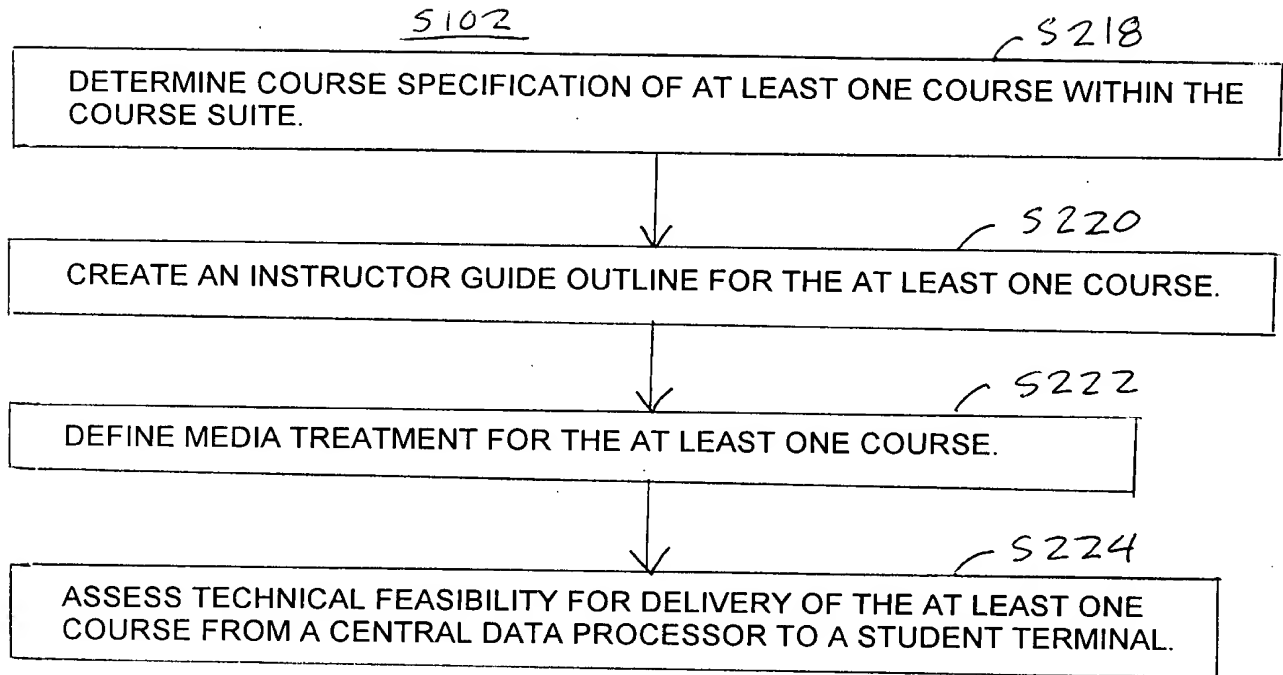 S102
S218
DETERMINE COURSE SPECIFICATION OF AT LEAST ONE COURSE WITHIN THE
COURSE SUITE.
S220
CREATE AN INSTRUCTOR GUIDE OUTLINE FOR THE AT LEAST ONE COURSE.
S222
DEFINE MEDIA TREATMENT FOR THE AT LEAST ONE COURSE.
S224
ASSESS TECHNICAL FEASIBILITY FOR DELIVERY OF THE AT LEAST ONE
COURSE FROM A CENTRAL DATA PROCESSOR TO A STUDENT TERMINAL.